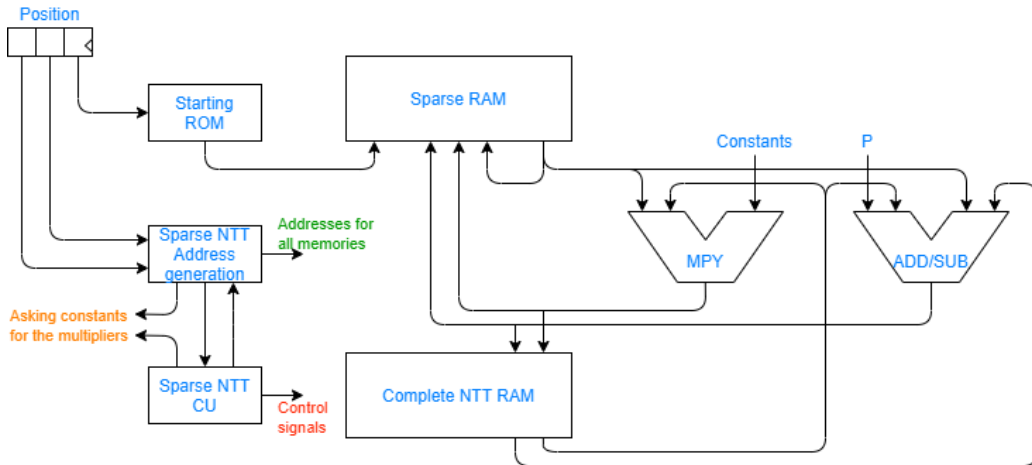 Position
Starting
ROM
Sparse RAM
Constants
P
Addresses for
all memories
Sparse NTT
Address
generation
MPY
ADD/SUB
Asking constants
for the multipliers
Sparse NTT
CU
Control
signals
Complete NTT RAM